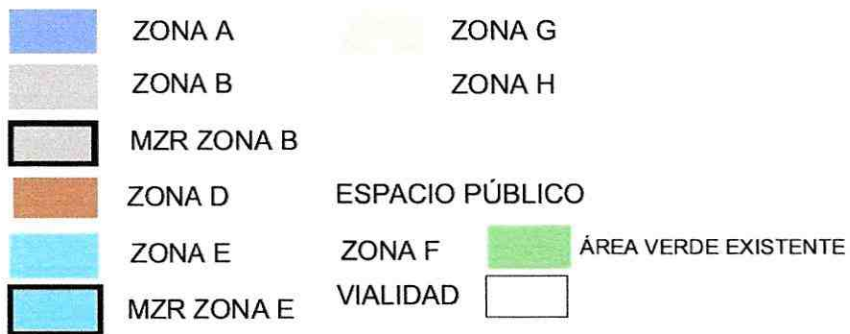 ZONA A
ZONA B
MZR ZONA B
ZONA D
ZONA E
MZR ZONA E
ZONA G
ZONA H
ESPACIO PÚBLICO
ZONA F ÁREA VERDE EXISTENTE
VIALIDAD